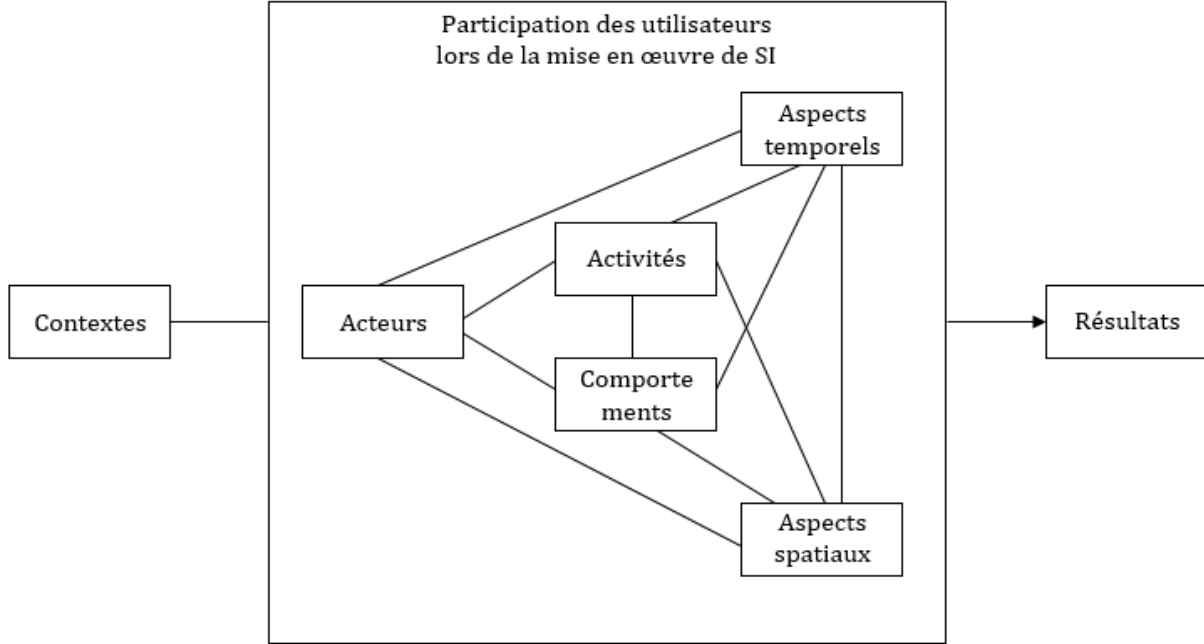 Participation des utilisateurs
lors de la mise en œuvre de SI
Aspects
temporels
Activités
Contextes
Acteurs
Résultats
Comporte
ments
Aspects
spatiaux